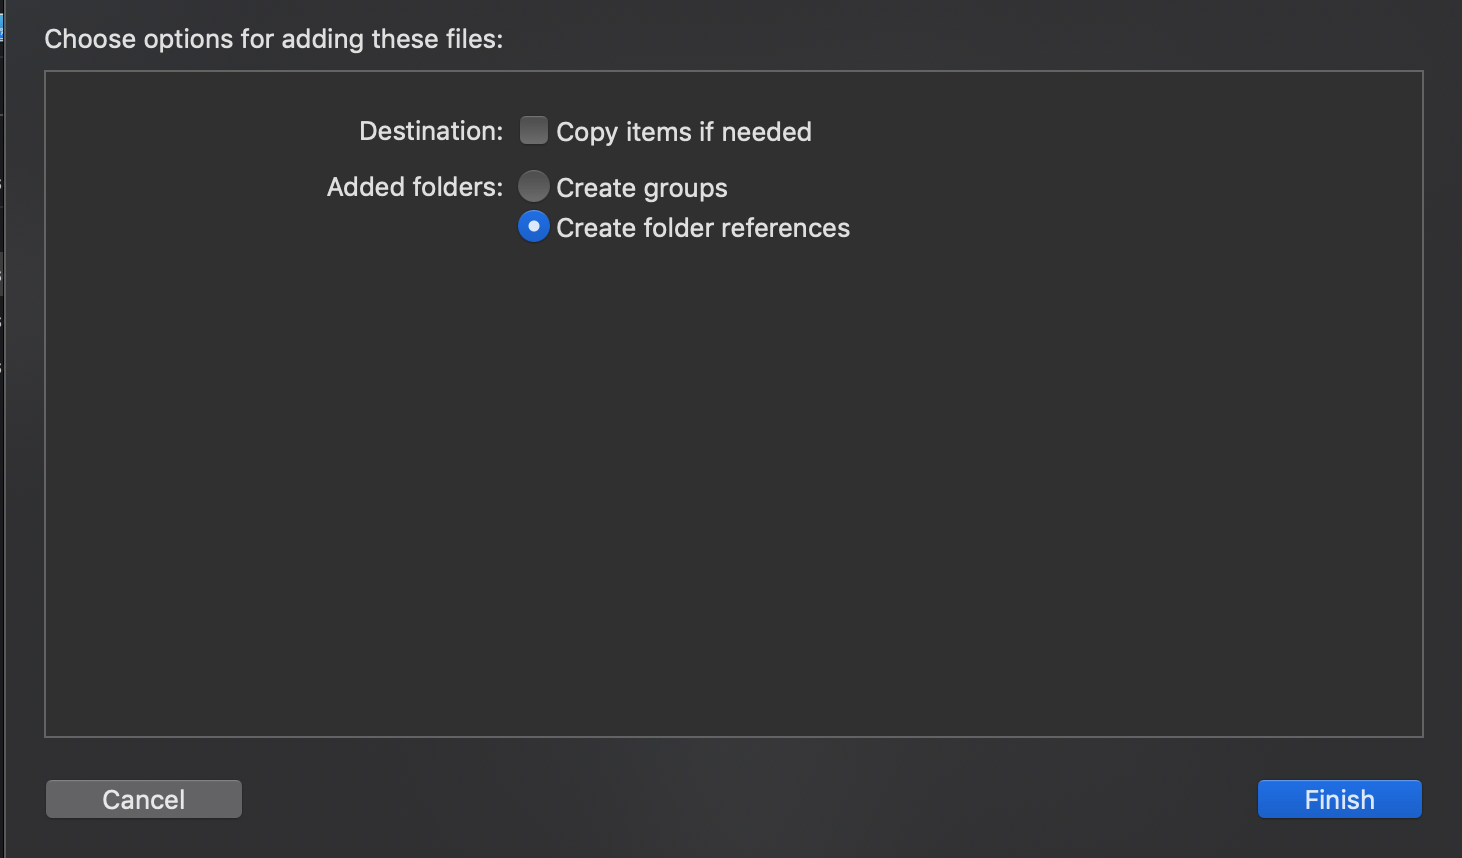 Choose options for adding these files:
Destination: Copy items if needed
Added folders: Create groups
Create folder references
Cancel
Finish